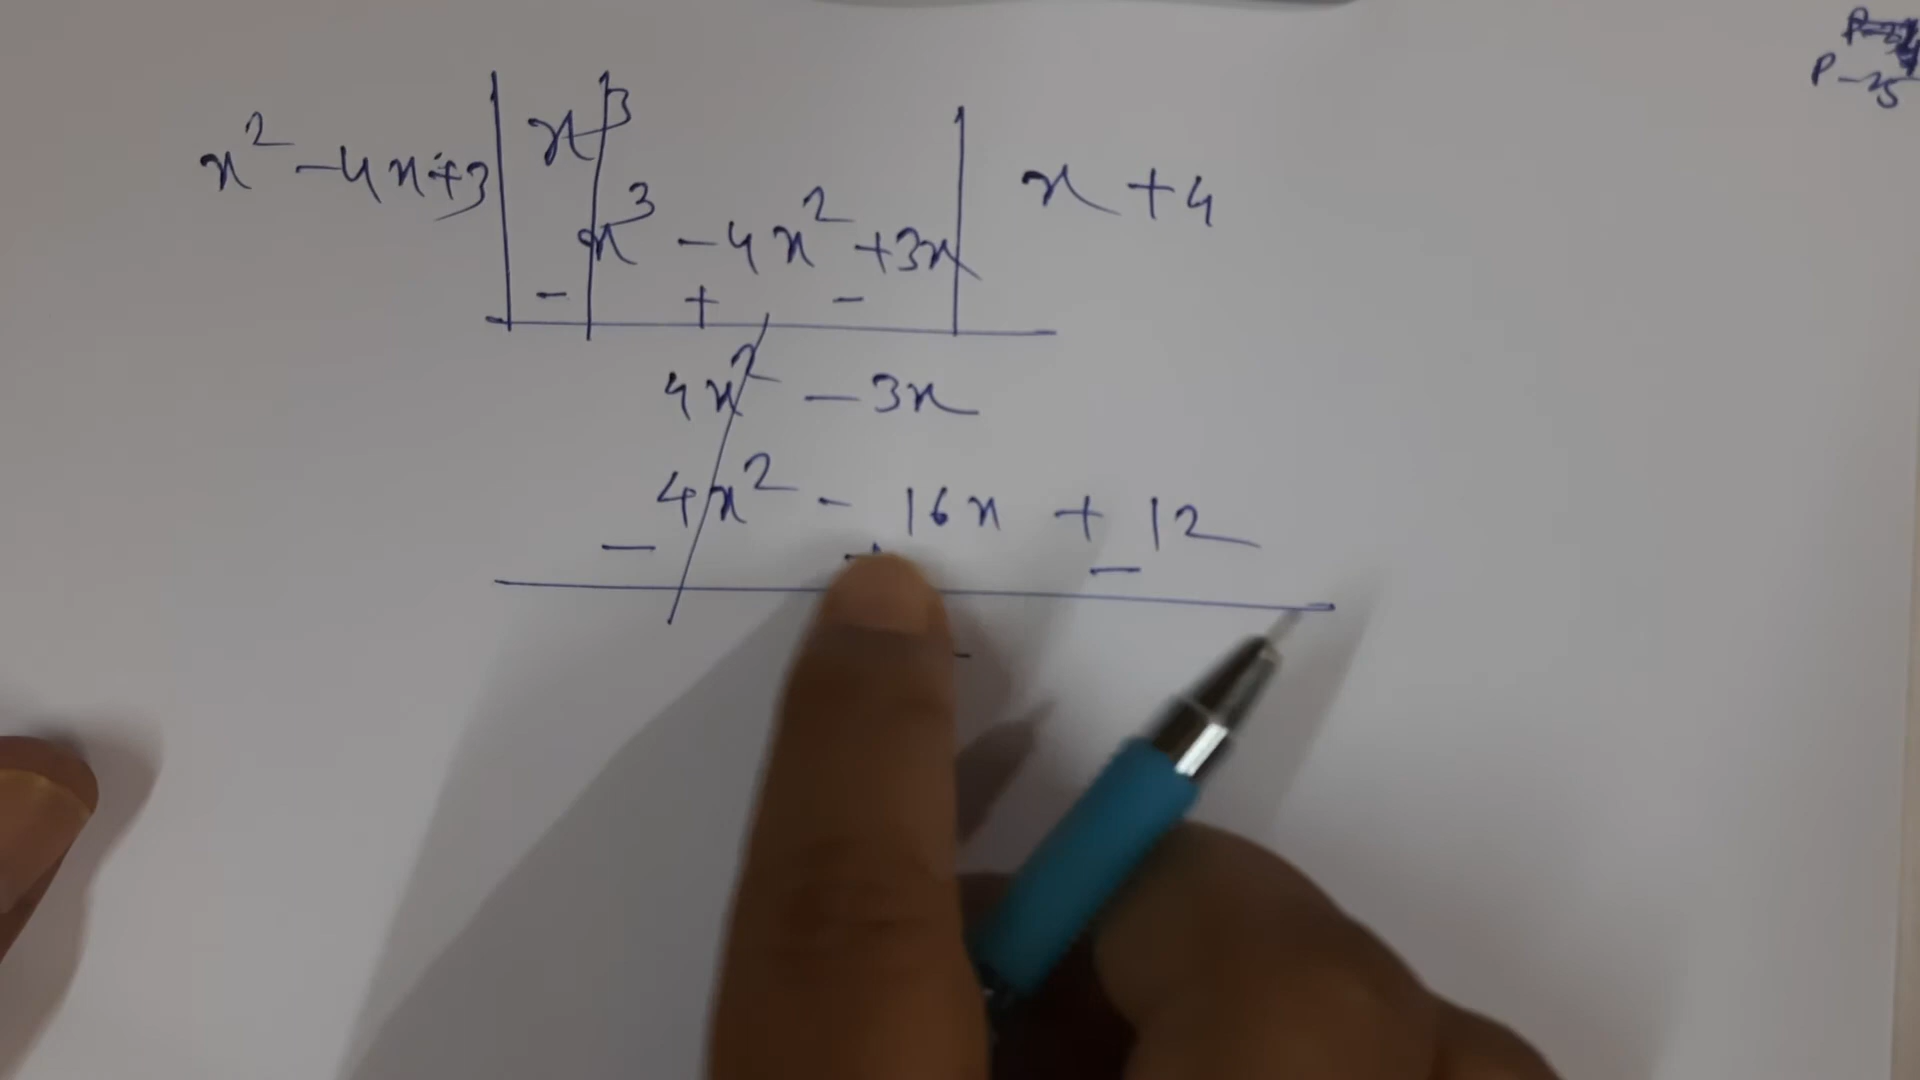 P-25
x² -4x+3 | x³ | x +4
x³ -4x² +3x
- + -
4x² - 3x
4x² - 16x + 12
- + -
-